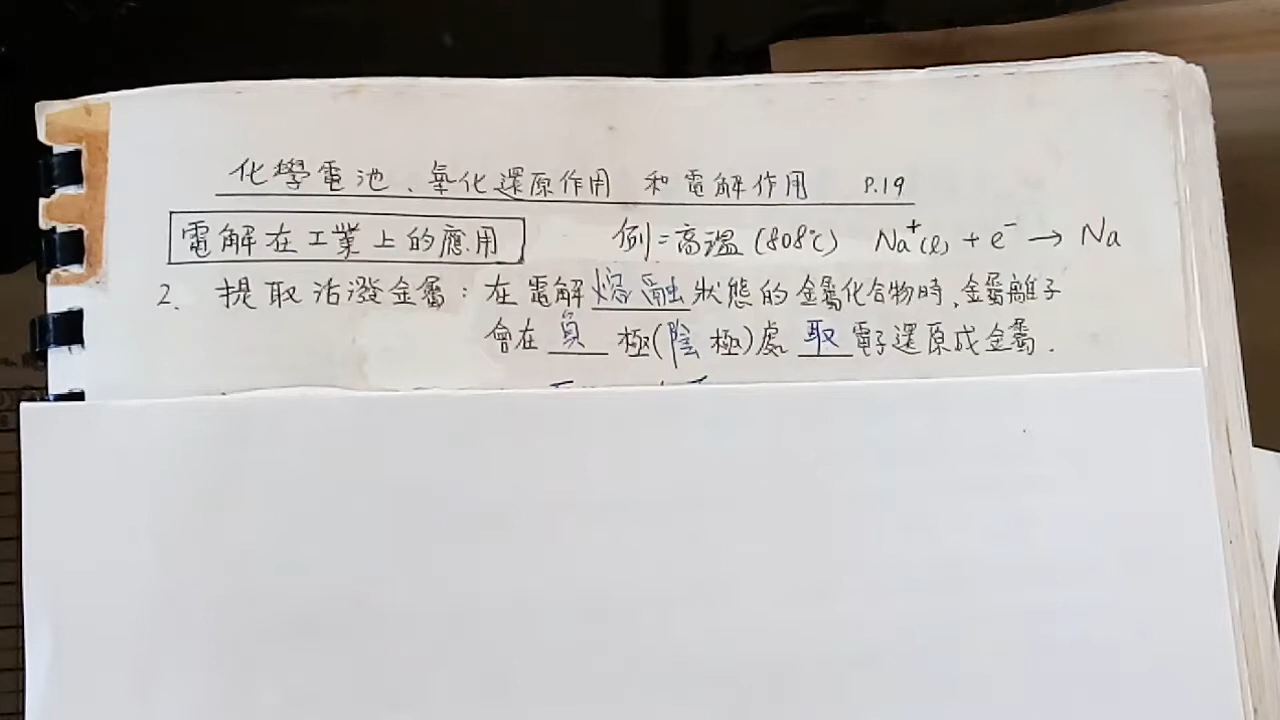 化學電池、氧化還原作用 和電解作用 P.19
電解在工業上的應用 例=高溫(808℃) Na⁺(l) + e⁻ → Na
2. 提取活潑金屬：在電解熔融狀態的金屬化合物時,金屬離子
會在 負 極(陰極)處 取 電子還原成金屬.